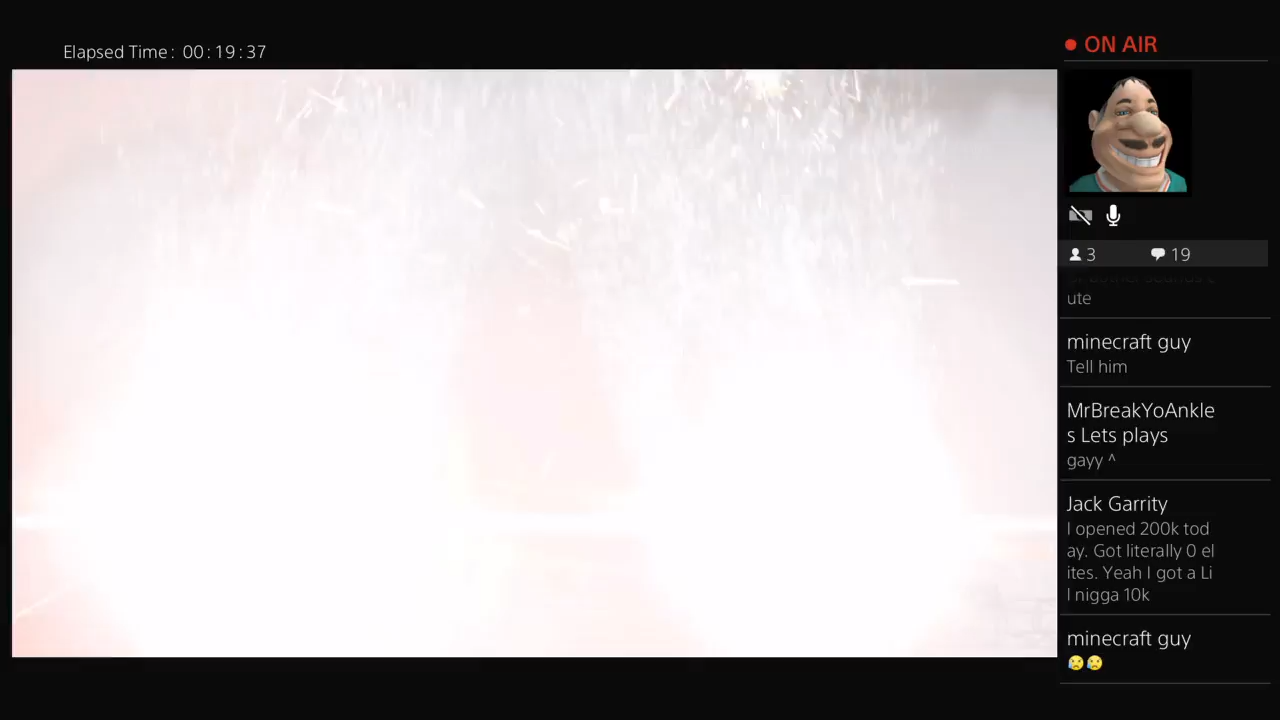 Elapsed Time: 00:19:37
ON AIR
3 19
ute
minecraft guy
Tell him
MrBreakYoAnkle
s Lets plays
gayy ^
Jack Garrity
I opened 200k tod
ay. Got literally 0 el
ites. Yeah I got a Li
l nigga 10k
minecraft guy
😢😢